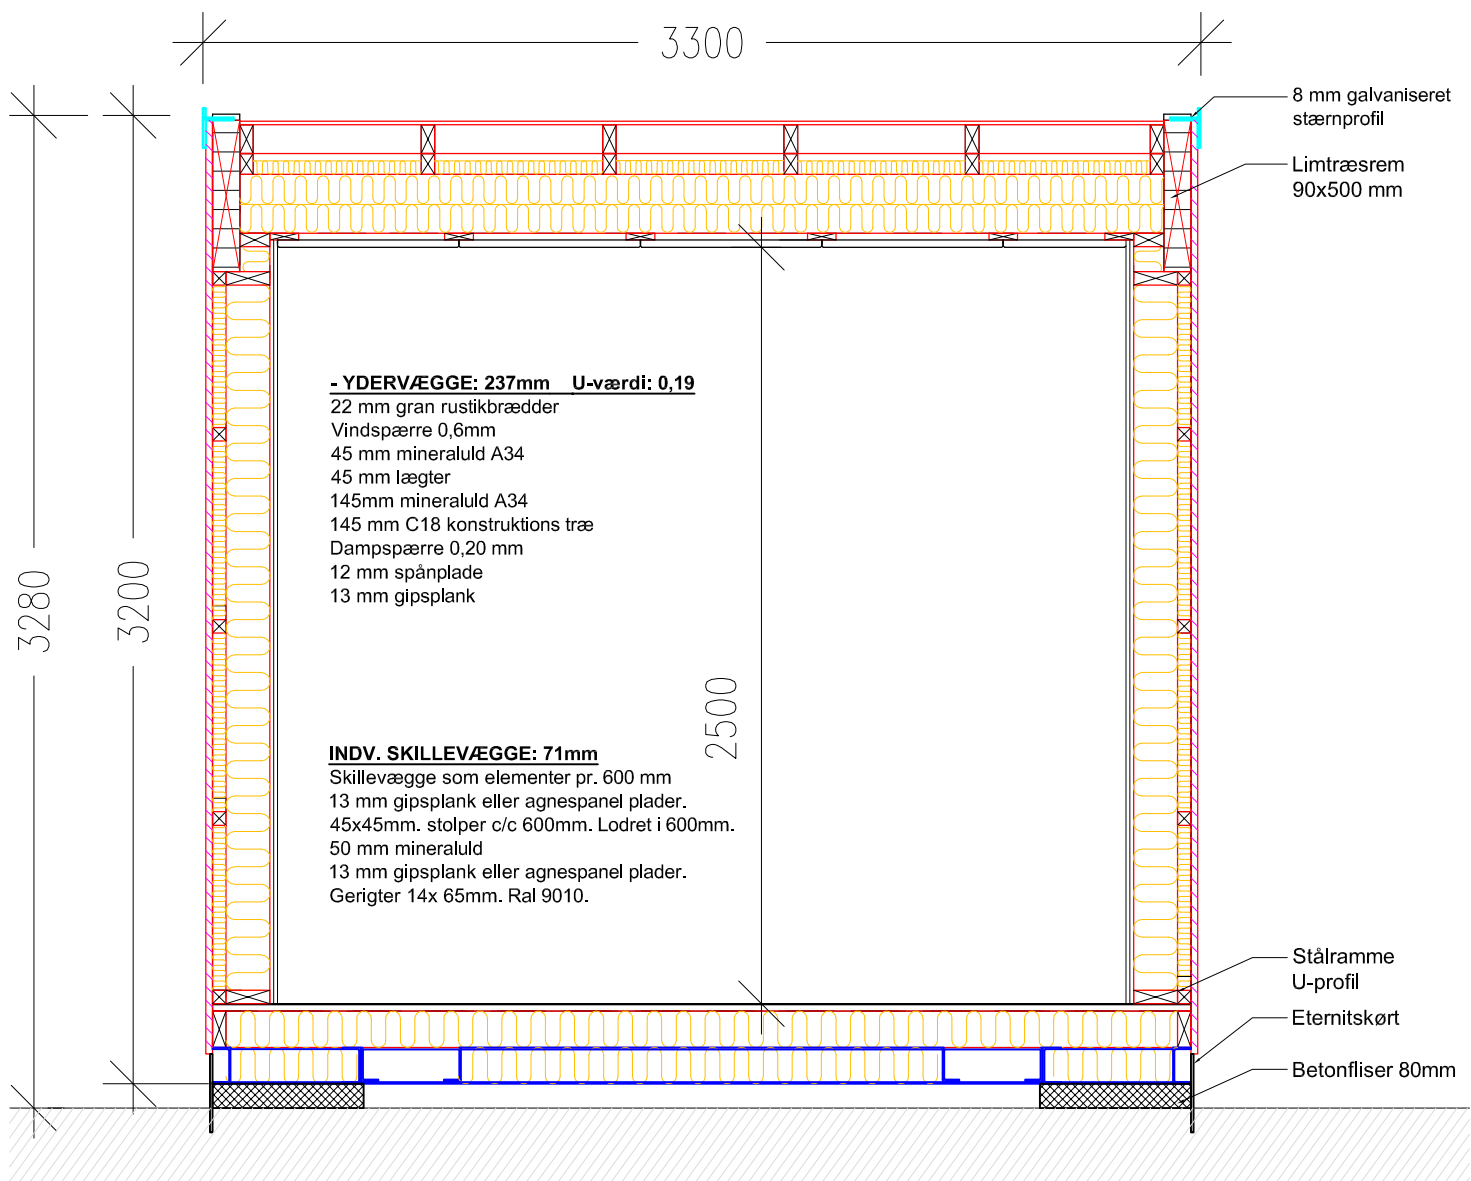 3300
8 mm galvaniseret
stærnprofil
Limtræsrem
90x500 mm
- YDERVÆGGE: 237mm U-værdi: 0,19
22 mm gran rustikbrædder
Vindspærre 0,6mm
45 mm mineraluld A34
45 mm lægter
145mm mineraluld A34
145 mm C18 konstruktions træ
Dampspærre 0,20 mm
12 mm spånplade
13 mm gipsplank
3280
3200
2500
INDV. SKILLEVÆGGE: 71mm
Skillevægge som elementer pr. 600 mm
13 mm gipsplank eller agnespanel plader.
45x45mm. stolper c/c 600mm. Lodret i 600mm.
50 mm mineraluld
13 mm gipsplank eller agnespanel plader.
Gerigter 14x 65mm. Ral 9010.
Stålramme
U-profil
Eternitskørt
Betonfliser 80mm